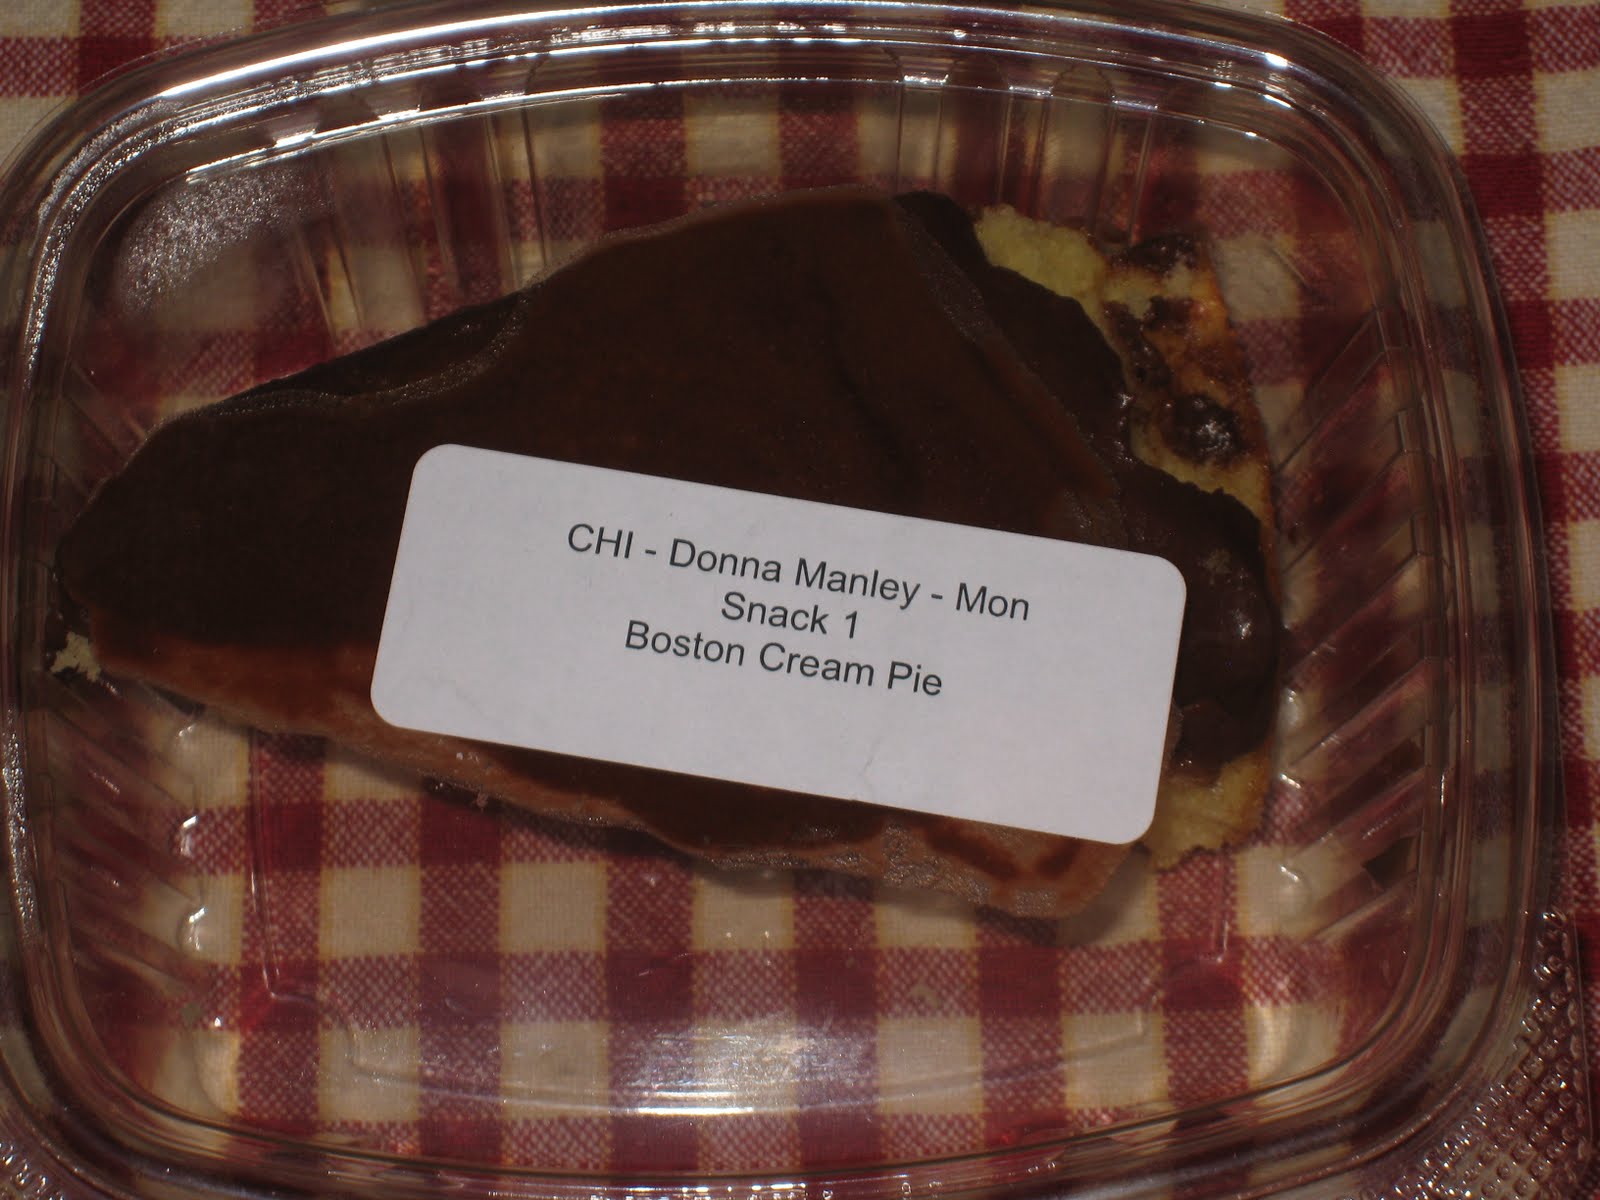 CHI - Donna Manley - Mon
Snack 1
Boston Cream Pie